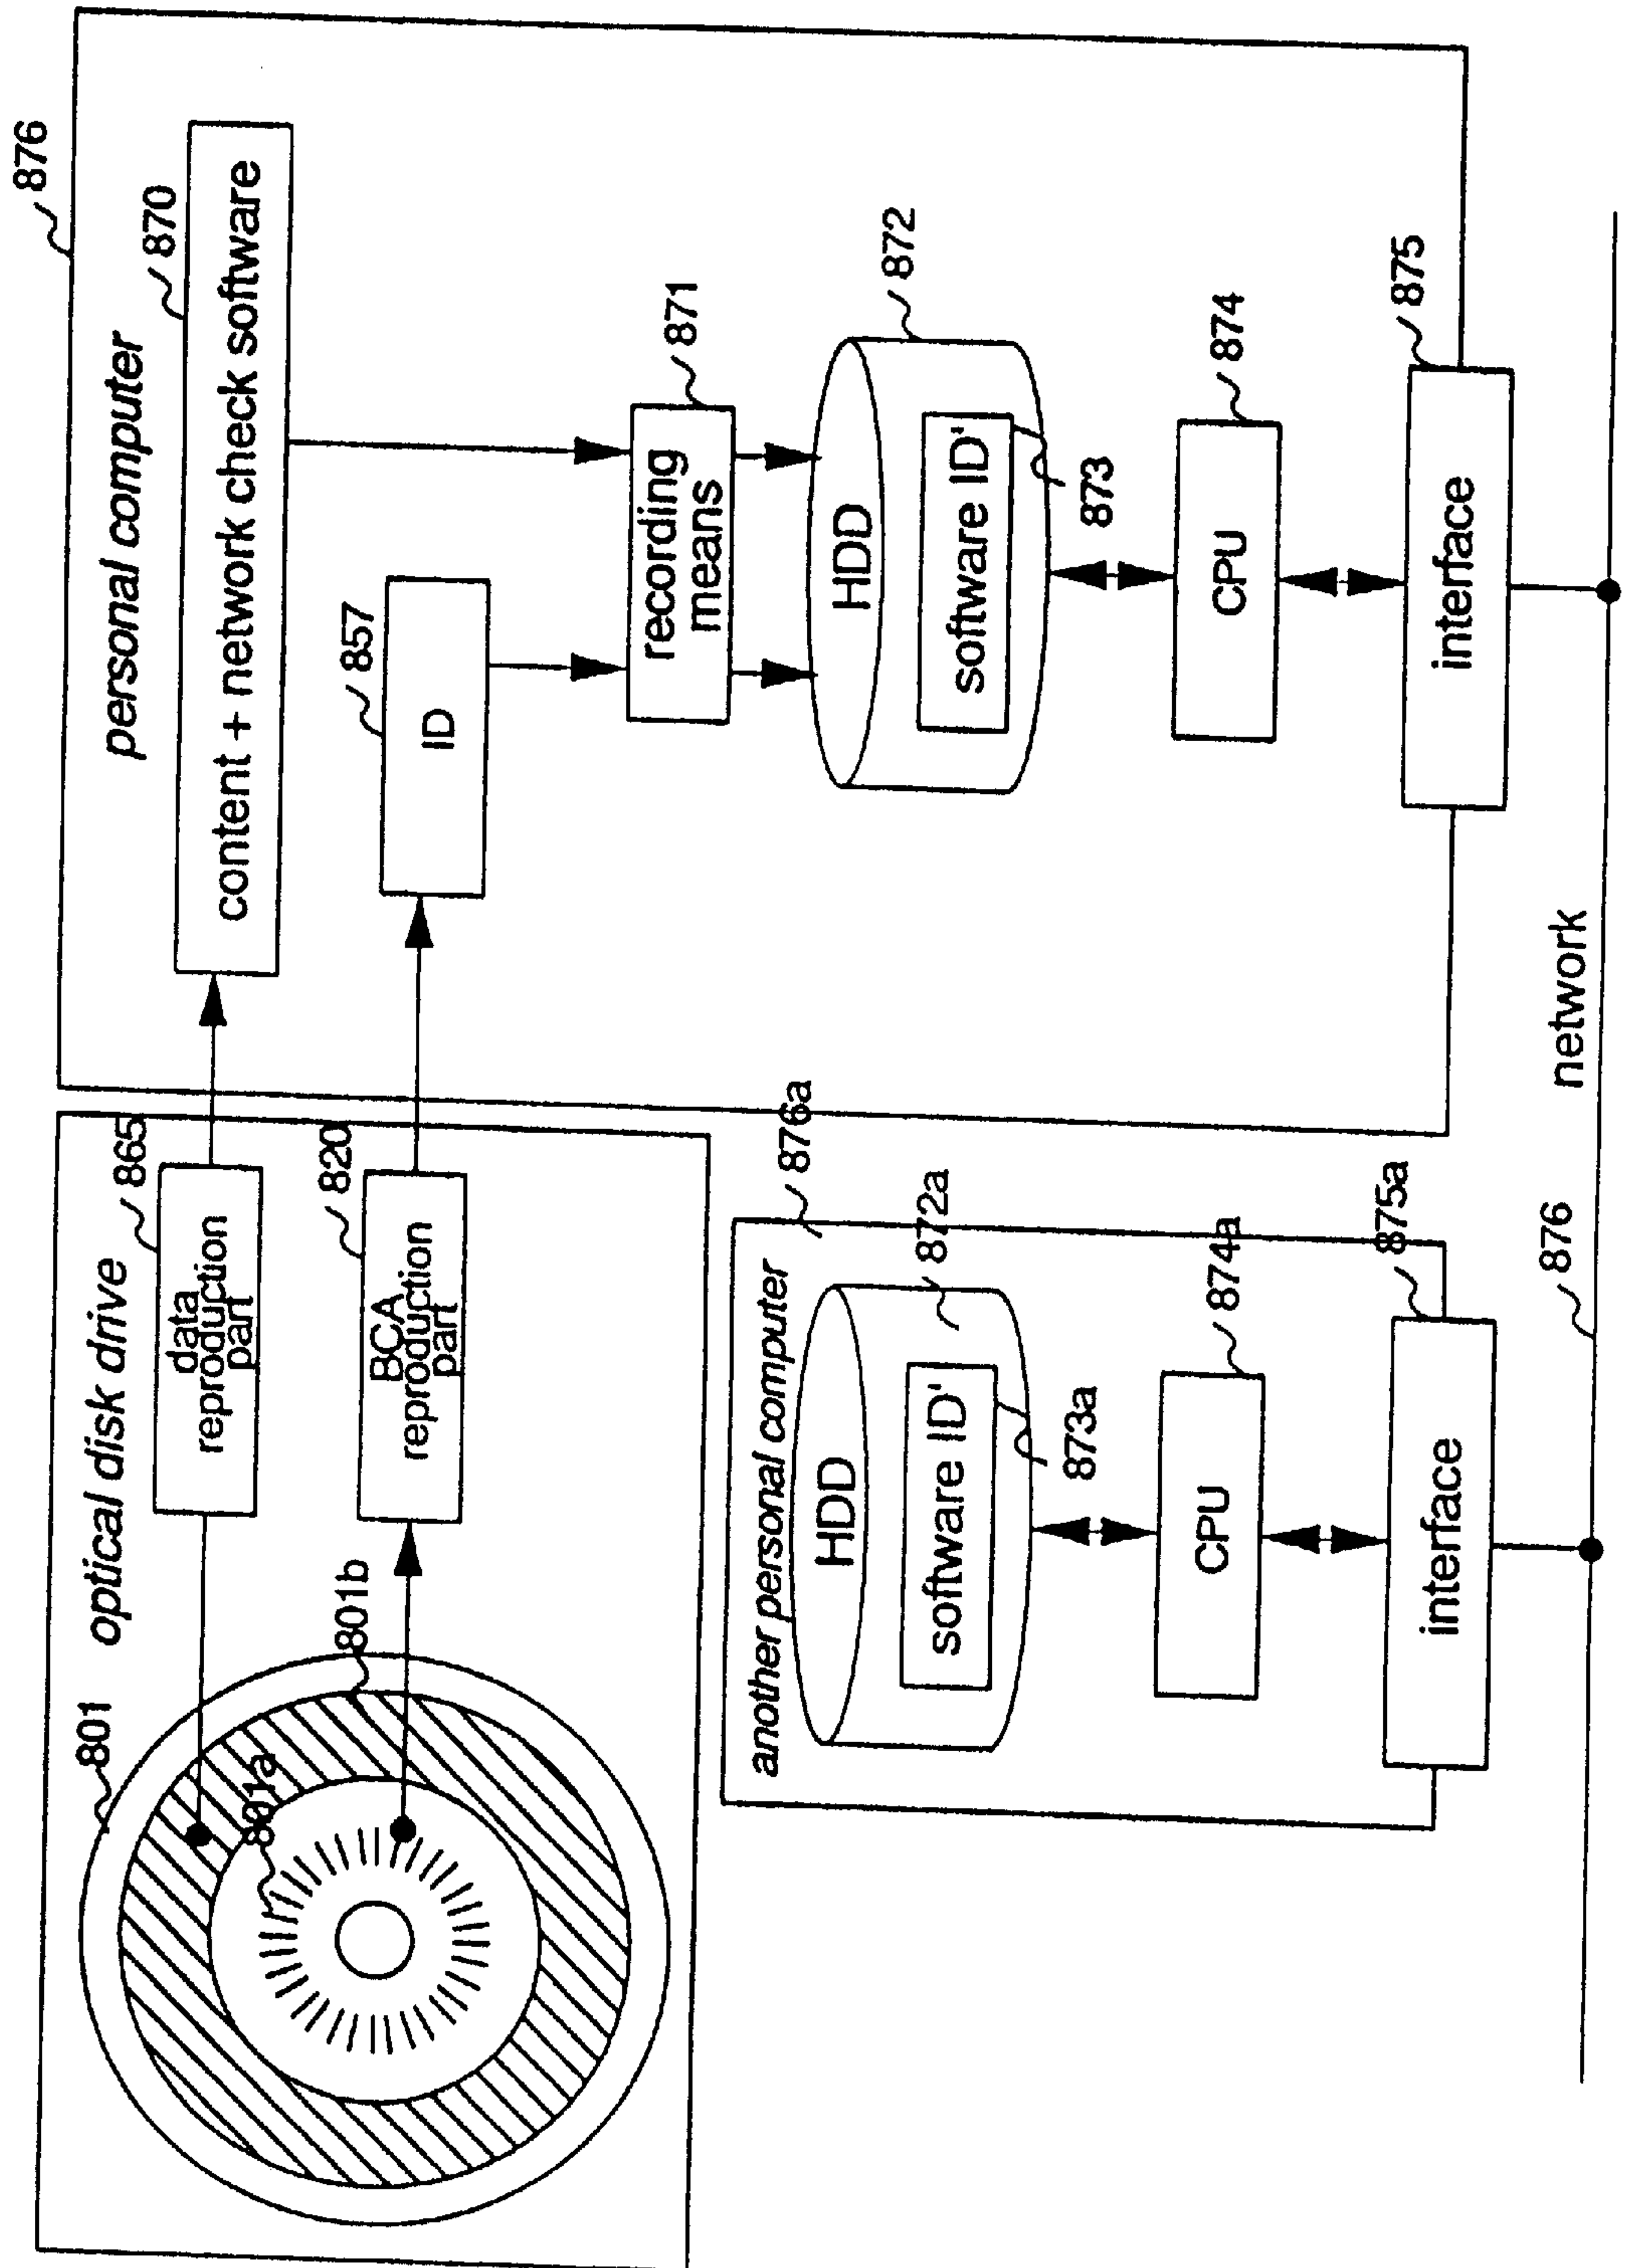 optical disk drive
801
801a
801b
data
reproduction
part
865
BCA
reproduction
part
820
personal computer
876
content + network check software
870
ID
857
recording
means
871
HDD
872
software ID'
873
CPU
874
interface
875
another personal computer
876a
HDD
872a
software ID'
873a
CPU
874a
interface
875a
network
876